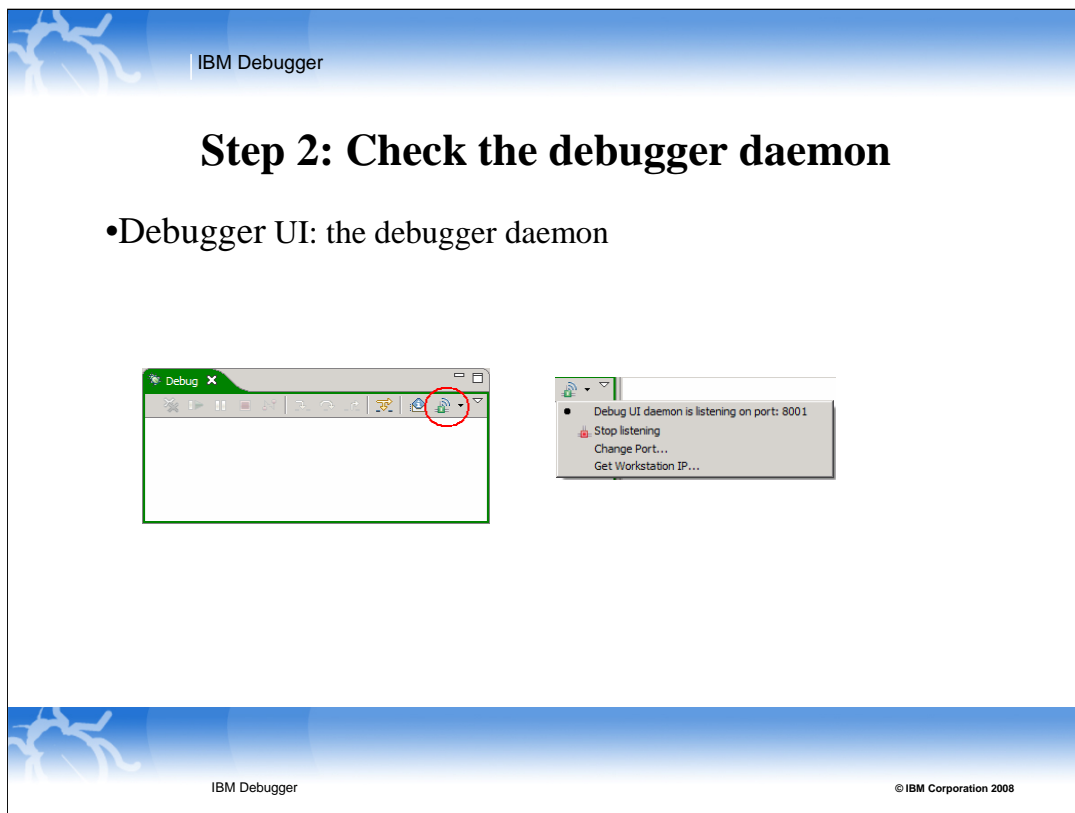 IBM Debugger
Step 2: Check the debugger daemon
•Debugger UI: the debugger daemon
Debug
Debug UI daemon is listening on port: 8001
Stop listening
Change Port...
Get Workstation IP...
IBM Debugger
© IBM Corporation 2008